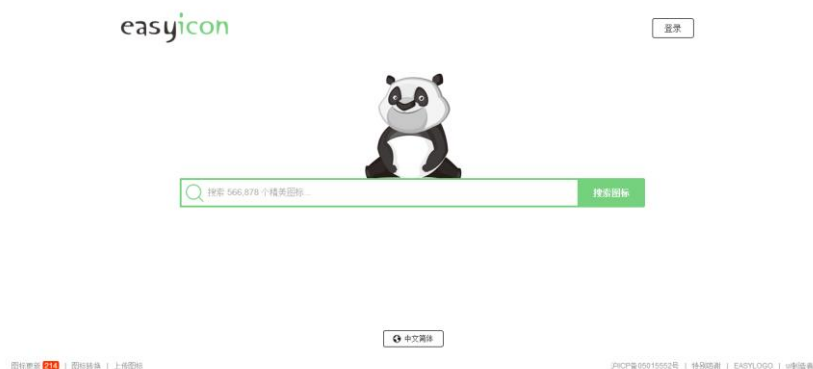 easyicon
登录
搜索 566,878 个精美图标...
搜索图标
中文简体
图标更新 214 | 图标转换 | 上传图标
沪ICP备05015552号 | 特别感谢 | EASYLOGO | ui制造者